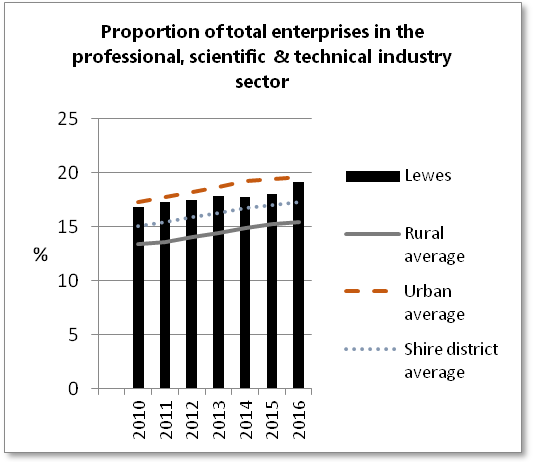 Proportion of total enterprises in the
professional, scientific & technical industry
sector
25
20
15
10
5
0
%
2010
2011
2012
2013
2014
2015
2016
Lewes
Rural
average
Urban
average
Shire district
average